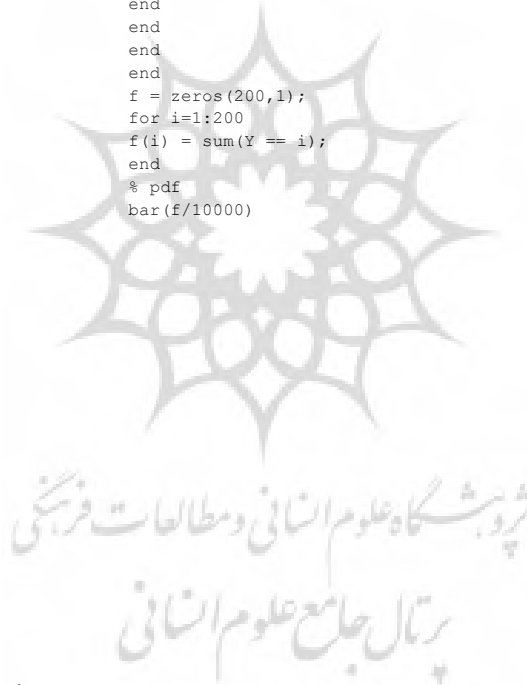 end
end
end
end
f = zeros(200,1);
for i=1:200
f(i) = sum(Y == i);
end
% pdf
bar(f/10000)
پژوهشگاه علوم انسانی و مطالعات فرهنگی
پرتال جامع علوم انسانی